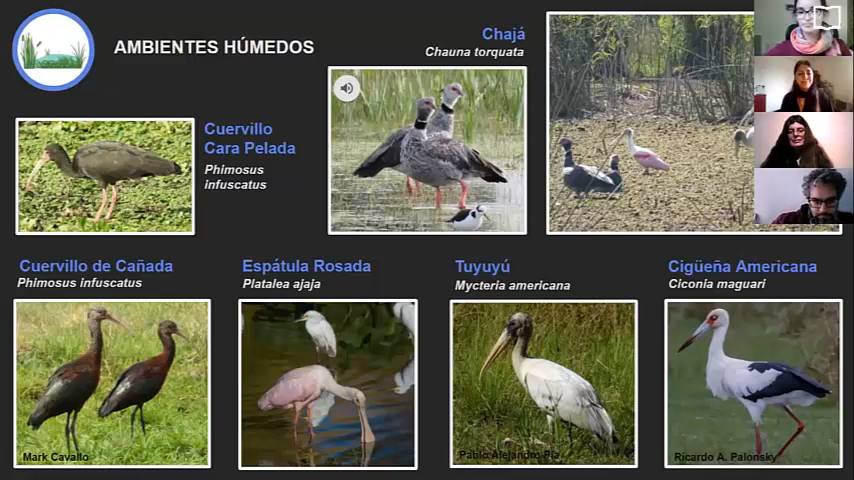 AMBIENTES HÚMEDOS
Chajá
Chauna torquata
Cuervillo
Cara Pelada
Phimosus
infuscatus
Cuervillo de Cañada
Phimosus infuscatus
Espátula Rosada
Platalea ajaja
Tuyuyú
Mycteria americana
Cigüeña Americana
Ciconia maguari
Mark Cavallo
Pablo Alejandro Pla
Ricardo A. Palonsky